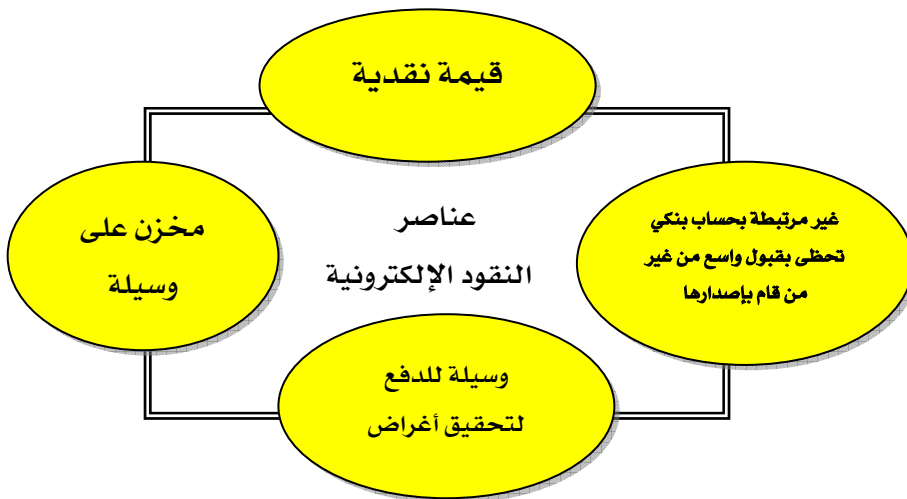 قيمة نقدية
غير مرتبطة بحساب بنكي
تحظى بقبول واسع من غير
من قام بإصدارها
عناصر
النقود الإلكترونية
مخزن على
وسيلة
وسيلة للدفع
لتحقيق أغراض